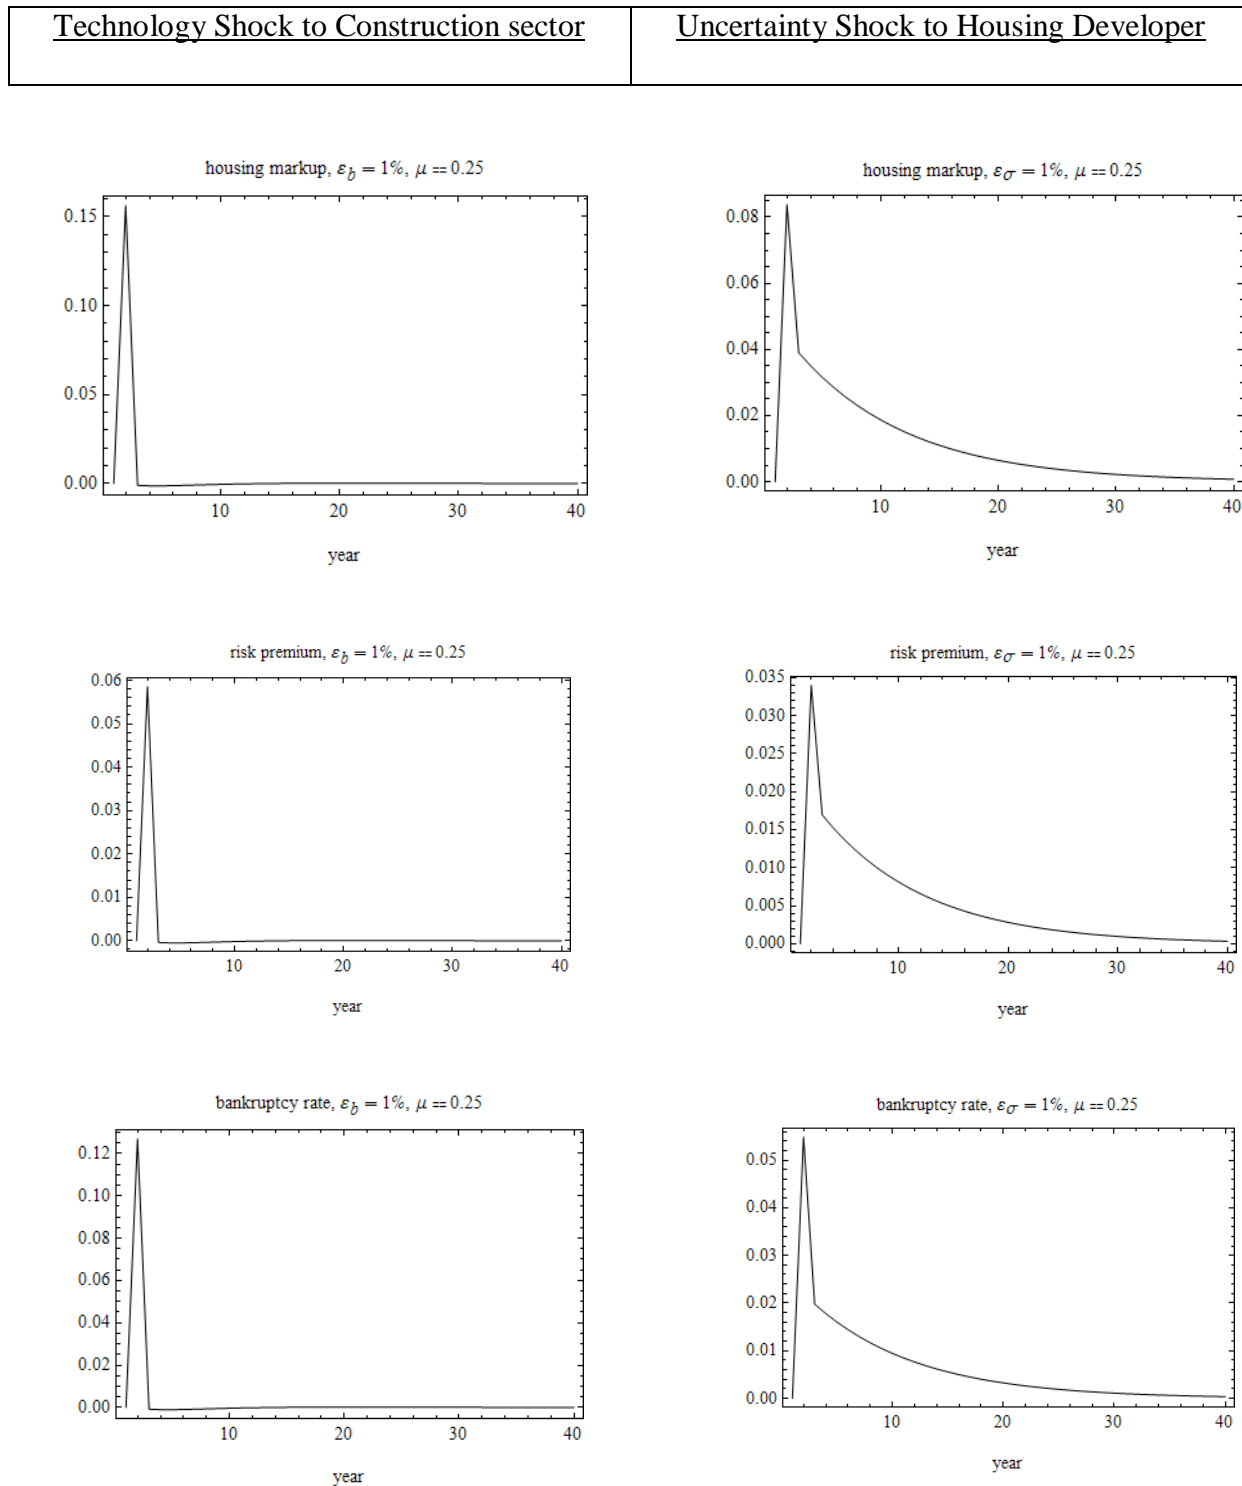 Technology Shock to Construction sector
Uncertainty Shock to Housing Developer
housing markup, εb = 1%, μ == 0.25
0.15
0.10
0.05
0.00
10 20 30 40
year
housing markup, εσ = 1%, μ == 0.25
0.08
0.06
0.04
0.02
0.00
10 20 30 40
year
risk premium, εb = 1%, μ == 0.25
0.06
0.05
0.04
0.03
0.02
0.01
0.00
10 20 30 40
year
risk premium, εσ = 1%, μ == 0.25
0.035
0.030
0.025
0.020
0.015
0.010
0.005
0.000
10 20 30 40
year
bankruptcy rate, εb = 1%, μ == 0.25
0.12
0.10
0.08
0.06
0.04
0.02
0.00
10 20 30 40
year
bankruptcy rate, εσ = 1%, μ == 0.25
0.05
0.04
0.03
0.02
0.01
0.00
10 20 30 40
year